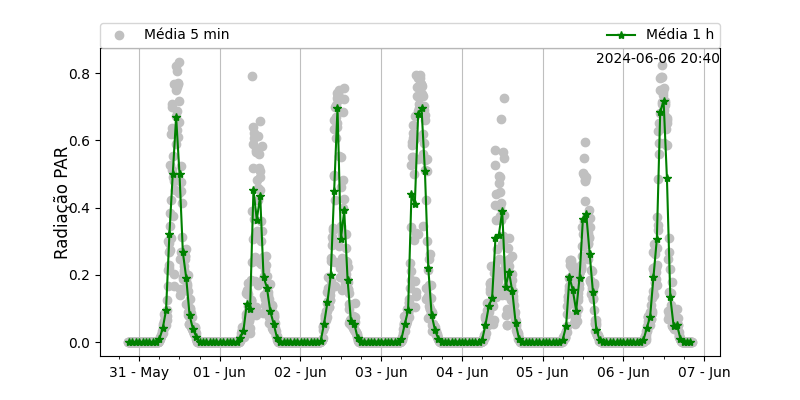 Média 5 min
Média 1 h
2024-06-06 20:40
Radiação PAR
0.8
0.6
0.4
0.2
0.0
31 - May
01 - Jun
02 - Jun
03 - Jun
04 - Jun
05 - Jun
06 - Jun
07 - Jun